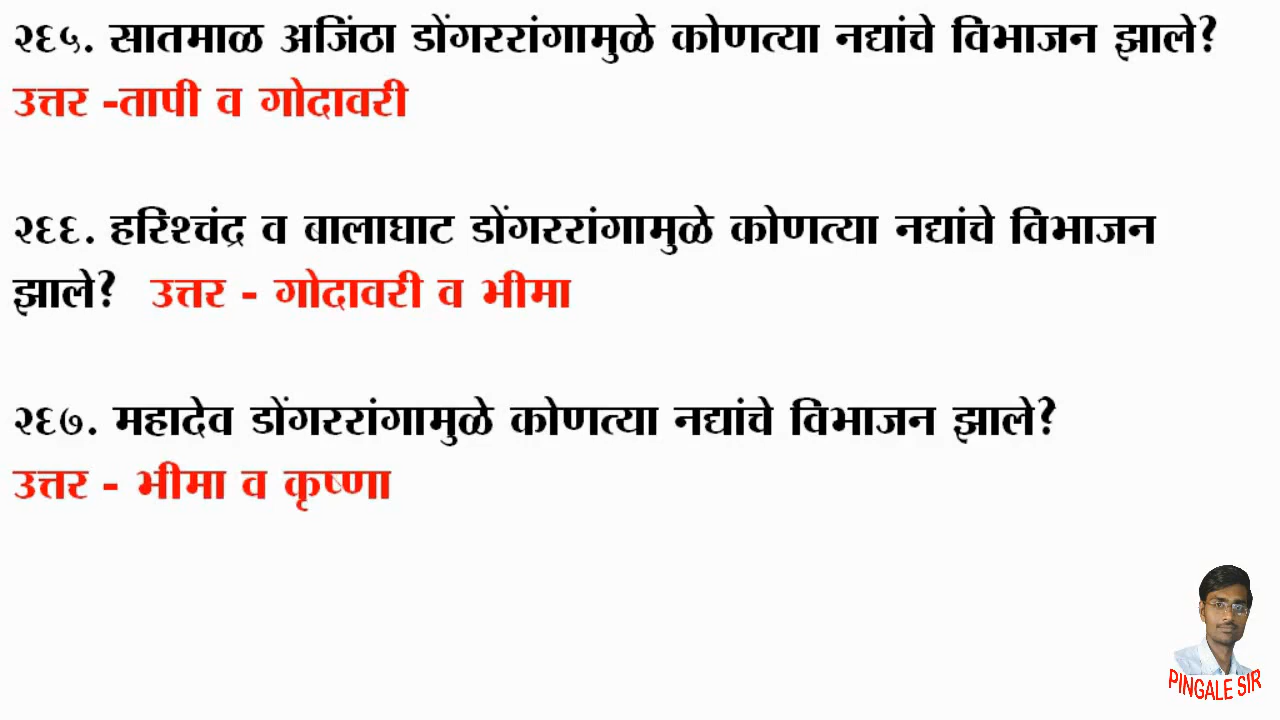 २६५. सातमाळ अजिंठा डोंगररांगामुळे कोणत्या नद्यांचे विभाजन झाले?
उत्तर -तापी व गोदावरी
२६६. हरिश्चंद्र व बालाघाट डोंगररांगामुळे कोणत्या नद्यांचे विभाजन
झाले? उत्तर - गोदावरी व भीमा
२६७. महादेव डोंगररांगामुळे कोणत्या नद्यांचे विभाजन झाले?
उत्तर - भीमा व कृष्णा
PINGALE SIR